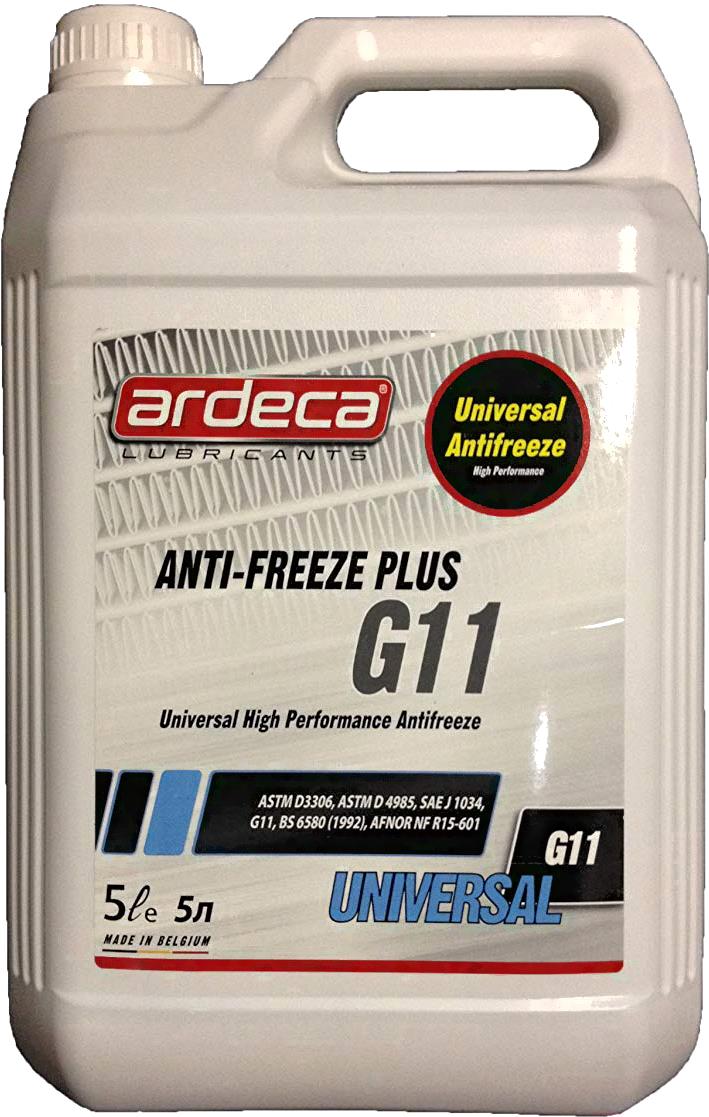 ardeca®
LUBRICANTS
Universal
Antifreeze
High Performance
ANTI-FREEZE PLUS
G11
Universal High Performance Antifreeze
ASTM D3306, ASTM D 4985, SAE J 1034,
G11, BS 6580 (1992), AFNOR NF R15-601
G11
UNIVERSAL
5ℓe 5л
MADE IN BELGIUM